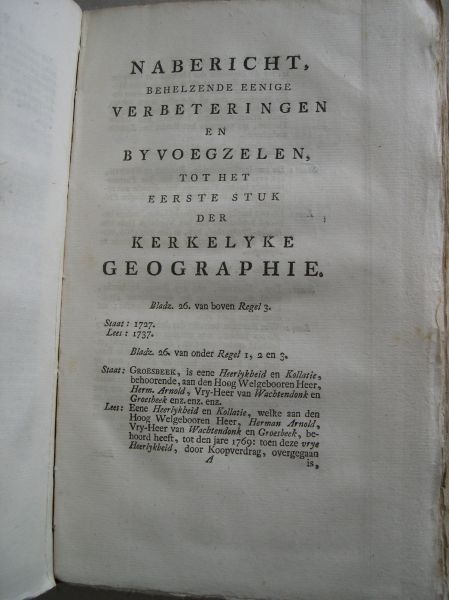 NABERICHT,
BEHELZENDE EENIGE
VERBETERINGEN
EN
BYVOEGZELEN,
TOT HET
EERSTE STUK
DER
KERKELYKE
GEOGRAPHIE.
Bladz. 26. van boven Regel 3.
Staat: 1727.
Lees: 1737.
Bladz. 26. van onder Regel 1, 2 en 3.
Staat: GROESBEEK, is eene Heerlykheid en Kollatie,
behoorende, aan den Hoog Welgebooren Heer,
Herm. Arnold, Vry-Heer van Wachtendonk en
Groesbeek enz. enz. enz.
Lees: Eene Heerlykheid en Kollatie, welke aan den
Hoog Welgebooren Heer, Herman Arnold,
Vry-Heer van Wachtendonk en Groesbeek, be-
hoord heeft, tot den jare 1769: toen deze vrye
Heerlykheid, door Koopverdrag, overgegaan
A is,